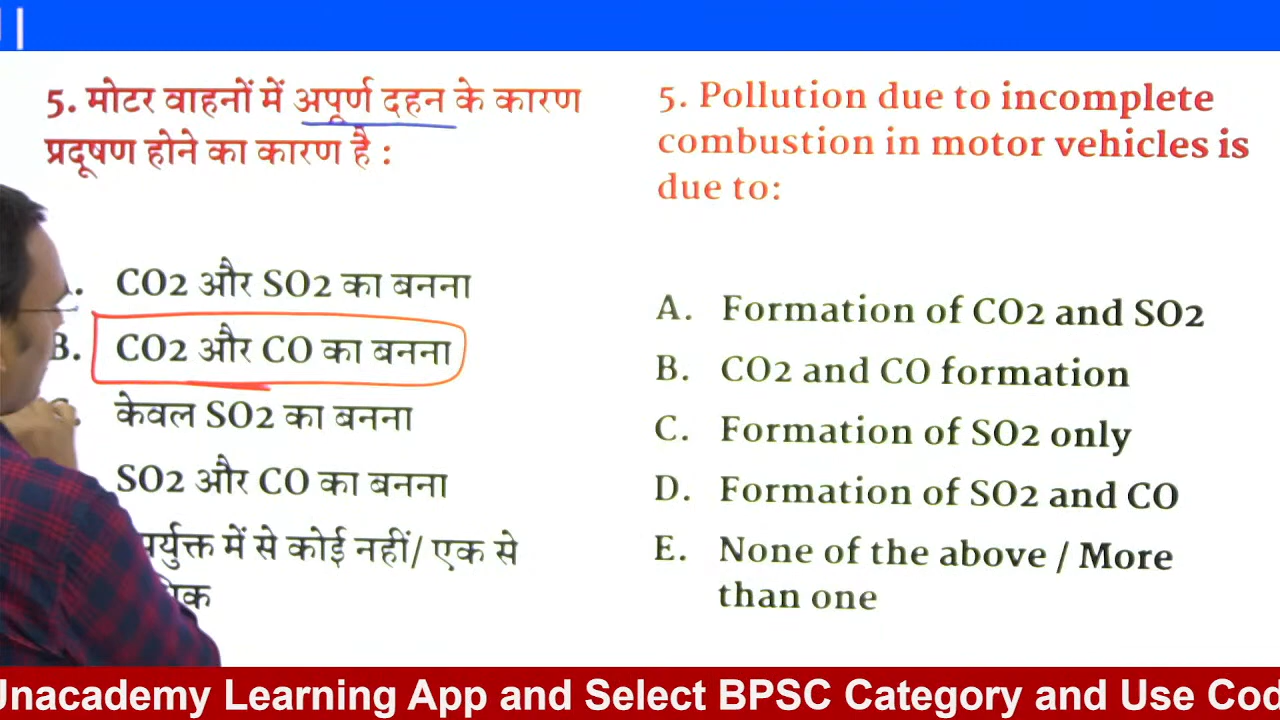 5. मोटर वाहनों में अपूर्ण दहन के कारण
प्रदूषण होने का कारण है :
CO2 और SO2 का बनना
B. CO2 और CO का बनना
केवल SO2 का बनना
SO2 और CO का बनना
में से कोई नहीं/ एक से
5. Pollution due to incomplete
combustion in motor vehicles is
due to:
A. Formation of CO2 and SO2
B. CO2 and CO formation
C. Formation of SO2 only
D. Formation of SO2 and CO
E. None of the above / More
than one
Learning App and Select BPSC Category and Use